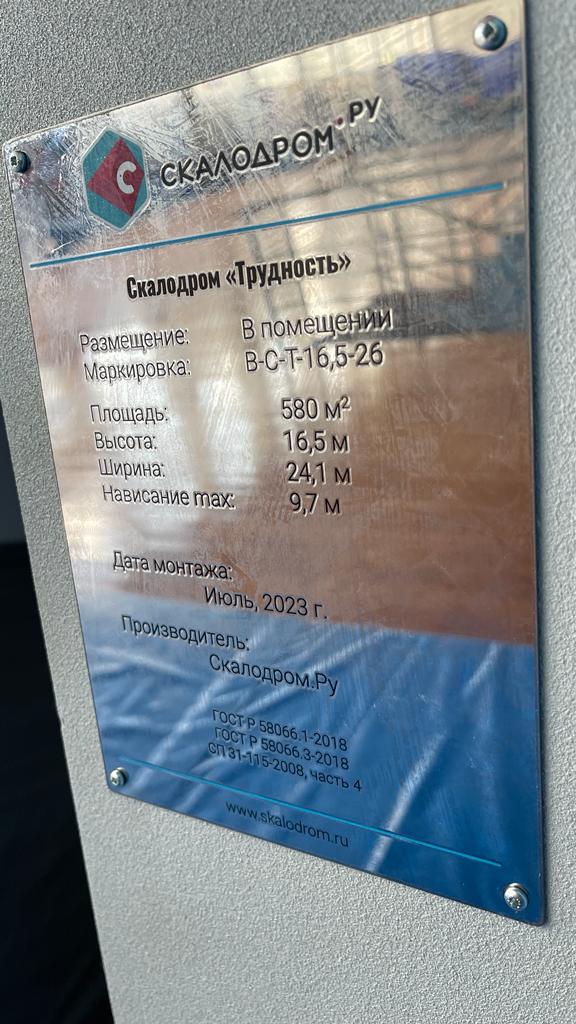 С
СКАЛОДРОМ•РУ
Скалодром «Трудность»
Размещение: В помещении
Маркировка: В-С-Т-16,5-26
Площадь: 580 м²
Высота: 16,5 м
Ширина: 24,1 м
Нависание max: 9,7 м
Дата монтажа:
Июль, 2023 г.
Производитель:
Скалодром.Ру
ГОСТ Р 58066.1-2018
ГОСТ Р 58066.3-2018
СП 31-115-2008, часть 4
www.skalodrom.ru